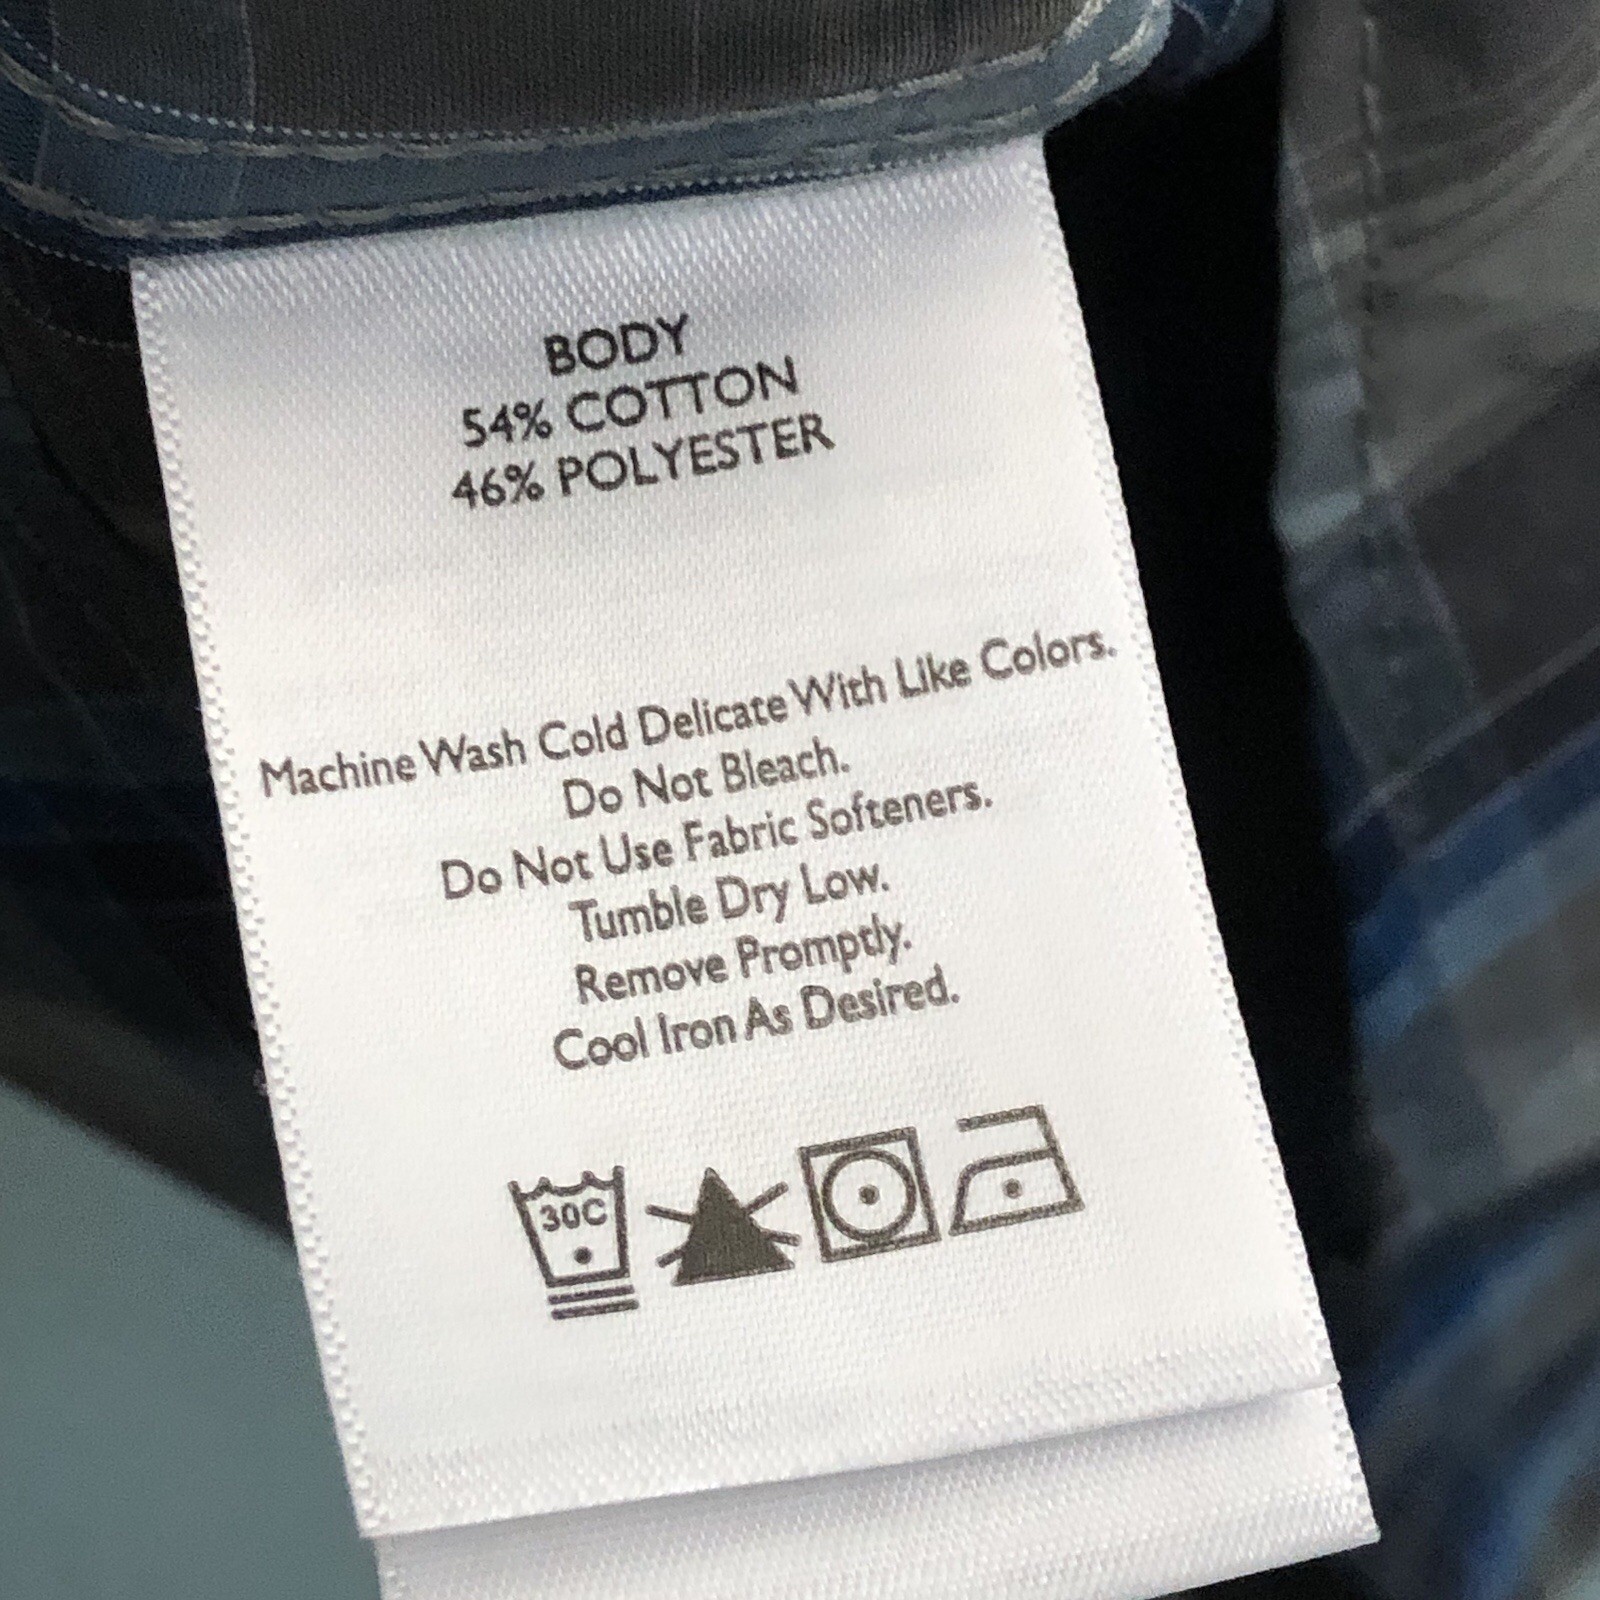 BODY
54% COTTON
46% POLYESTER
Machine Wash Cold Delicate With Like Colors.
Do Not Bleach.
Do Not Use Fabric Softeners.
Tumble Dry Low.
Remove Promptly.
Cool Iron As Desired.
30C